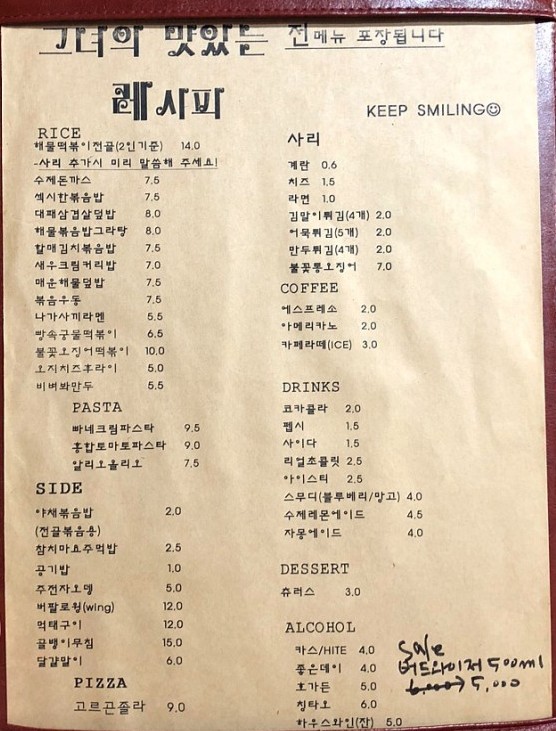 그녀의 맛있는 전메뉴 포장됩니다
레시피
KEEP SMILING☺
RICE
해물떡볶이전골(2인기준) 14.0
-사리 추가시 미리 말씀해 주세요!
수제돈까스 7.5
섹시한볶음밥 7.5
대패삼겹살덮밥 8.0
해물볶음밥그라탕 8.0
할매김치볶음밥 7.5
새우크림커리밥 7.0
매운해물덮밥 7.5
볶음우동 7.5
나가사끼라멘 5.5
빵속궁물떡볶이 6.5
불꽃오징어떡볶이 10.0
오지치즈후라이 5.0
비벼봐만두 5.5
PASTA
빠네크림파스타 9.5
홍합토마토파스타 9.0
알리오올리오 7.5
SIDE
야채볶음밥 2.0
(전골볶음용)
참치마요주먹밥 2.5
공기밥 1.0
주전자오뎅 5.0
버팔로윙(wing) 12.0
먹태구이 12.0
골뱅이무침 15.0
달걀말이 6.0
PIZZA
고르곤졸라 9.0
사리
계란 0.6
치즈 1.5
라면 1.0
김말이튀김(4개) 2.0
어묵튀김(5개) 2.0
만두튀김(4개) 2.0
불꽃통오징어 7.0
COFFEE
에스프레소 2.0
아메리카노 2.0
카페라떼(ICE) 3.0
DRINKS
코카콜라 2.0
펩시 1.5
사이다 1.5
리얼초콜릿 2.5
아이스티 2.5
스무디(블루베리/망고) 4.0
수제레몬에이드 4.5
자몽에이드 4.0
DESSERT
츄러스 3.0
ALCOHOL
카스/HITE 4.0
좋은데이 4.0
호가든 5.0
칭타오 6.0
하우스와인(잔) 5.0
Sale
버드와이저 500ml
6.000→5,000